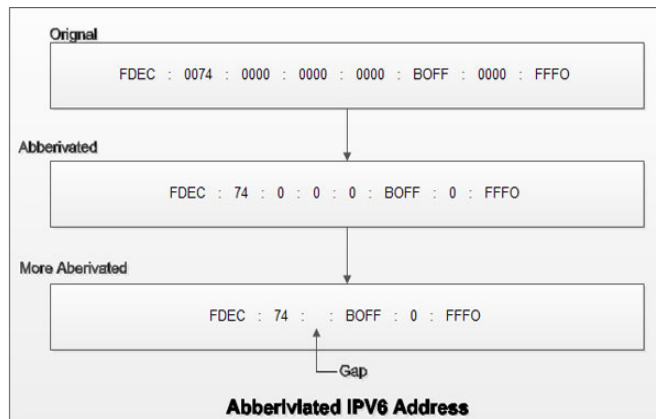 Orignal
FDEC : 0074 : 0000 : 0000 : 0000 : BOFF : 0000 : FFFO
Abberivated
FDEC : 74 : 0 : 0 : 0 : BOFF : 0 : FFFO
More Aberivated
FDEC : 74 : : BOFF : 0 : FFFO
Gap
Abberiviated IPV6 Address